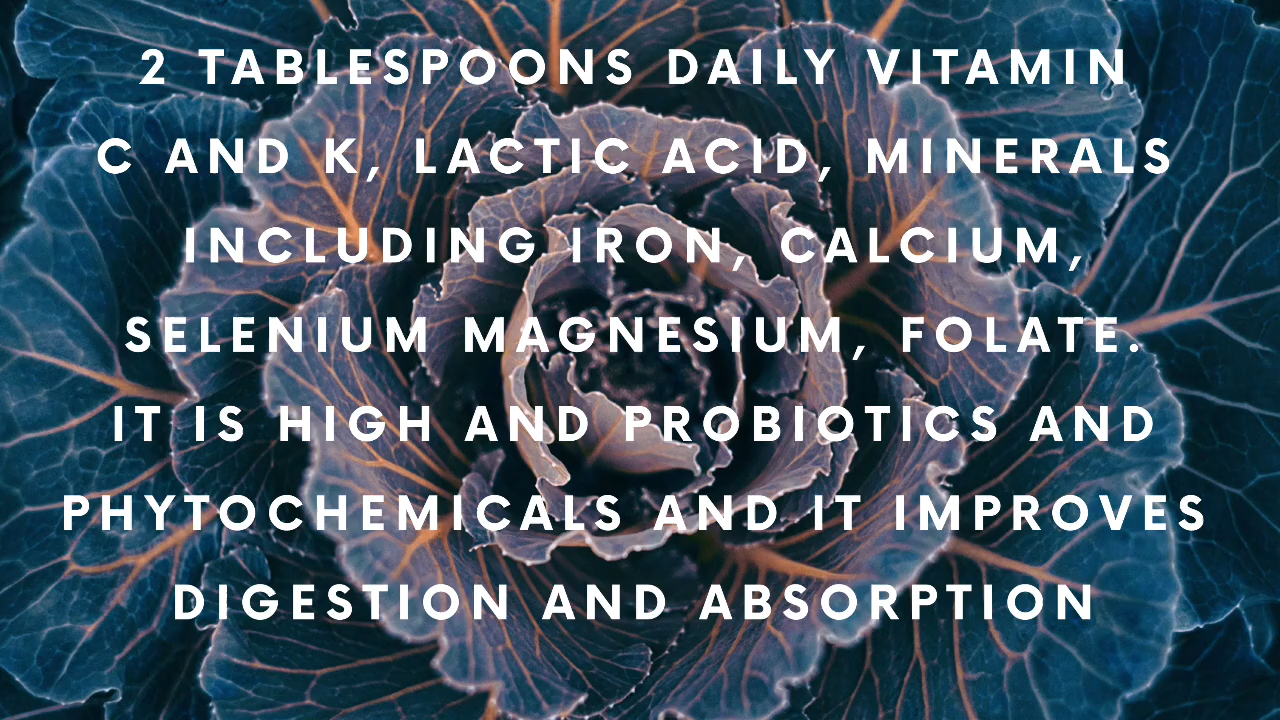 2 TABLESPOONS DAILY VITAMIN
C AND K, LACTIC ACID, MINERALS
INCLUDING IRON, CALCIUM,
SELENIUM MAGNESIUM, FOLATE.
IT IS HIGH AND PROBIOTICS AND
PHYTOCHEMICALS AND IT IMPROVES
DIGESTION AND ABSORPTION